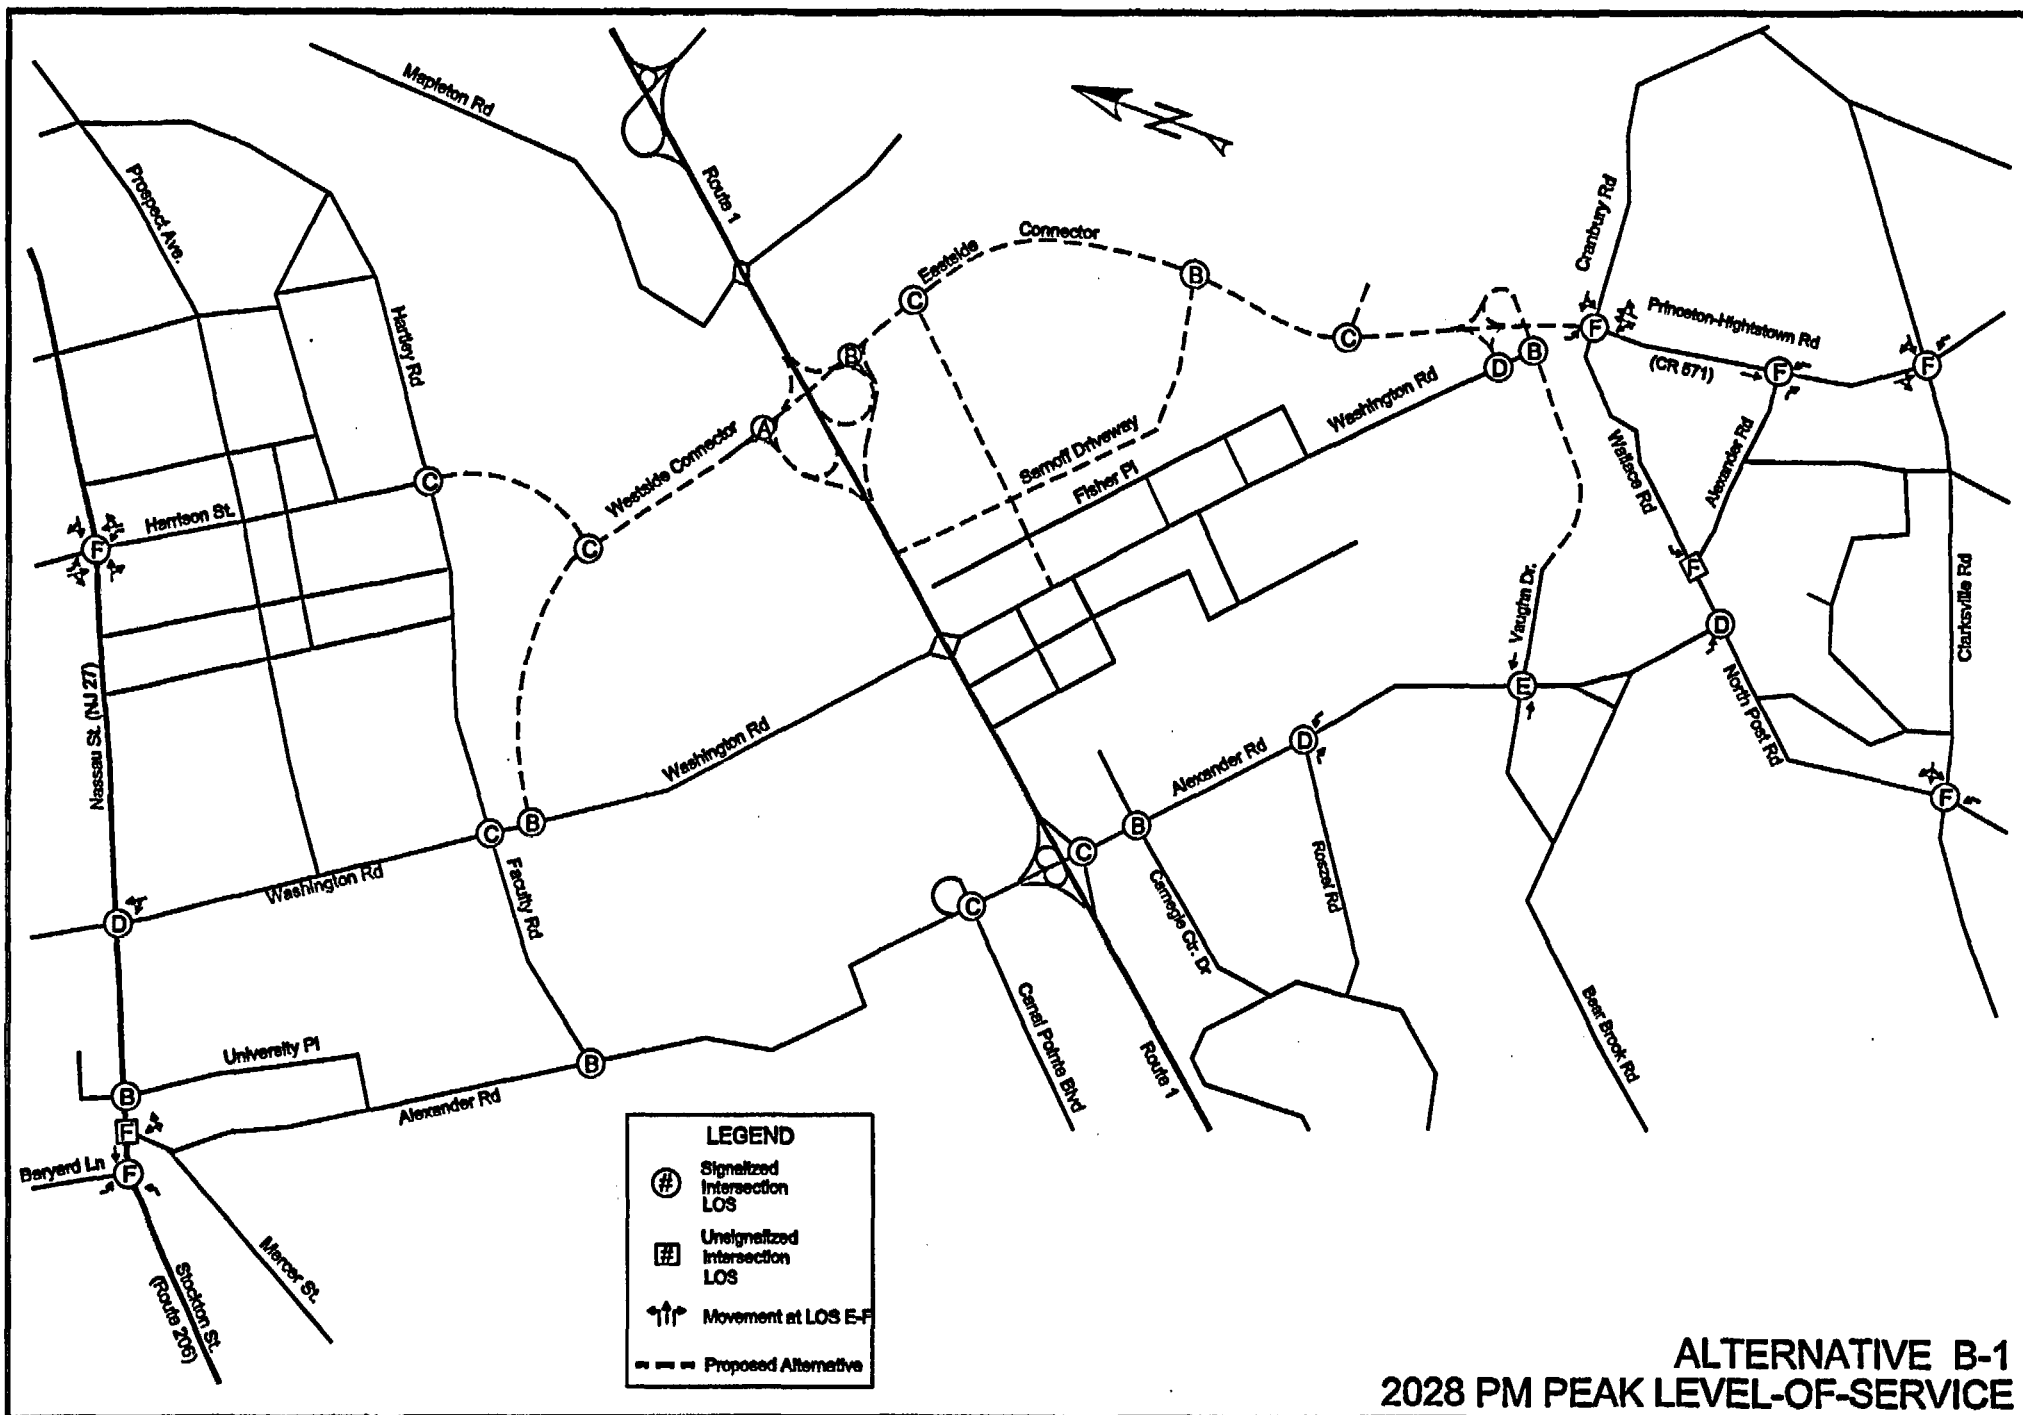 Mapleton Rd
Route 1
N
Prospect Ave.
Hartley Rd
Eastside
Connector
Cranbury Rd
Princeton-Hightstown Rd
(CR 571)
B
C
B
C
F
F
F
B
D
B
A
Westside Connector
Washington Rd
Sarnoff Driveway
Fisher Pl
Wallace Rd
Alexander Rd
C
Harrison St.
F
C
F
Vaughn Dr.
Clarksville Rd
D
E
North Post Rd
Nassau St. (NJ 27)
Washington Rd
D
Alexander Rd
F
C
B
B
C
Washington Rd
Faculty Rd
Roszel Rd
Carnegie Ctr. Dr
C
D
Canal Pointe Blvd
Route 1
Bear Brook Rd
University Pl
B
B
Alexander Rd
F
Baryard Ln
F
Mercer St.
Stockton St.
(Route 206)
LEGEND
# Signalized
Intersection
LOS
# Unsignalized
Intersection
LOS
Movement at LOS E-F
Proposed Alternative
ALTERNATIVE B-1
2028 PM PEAK LEVEL-OF-SERVICE